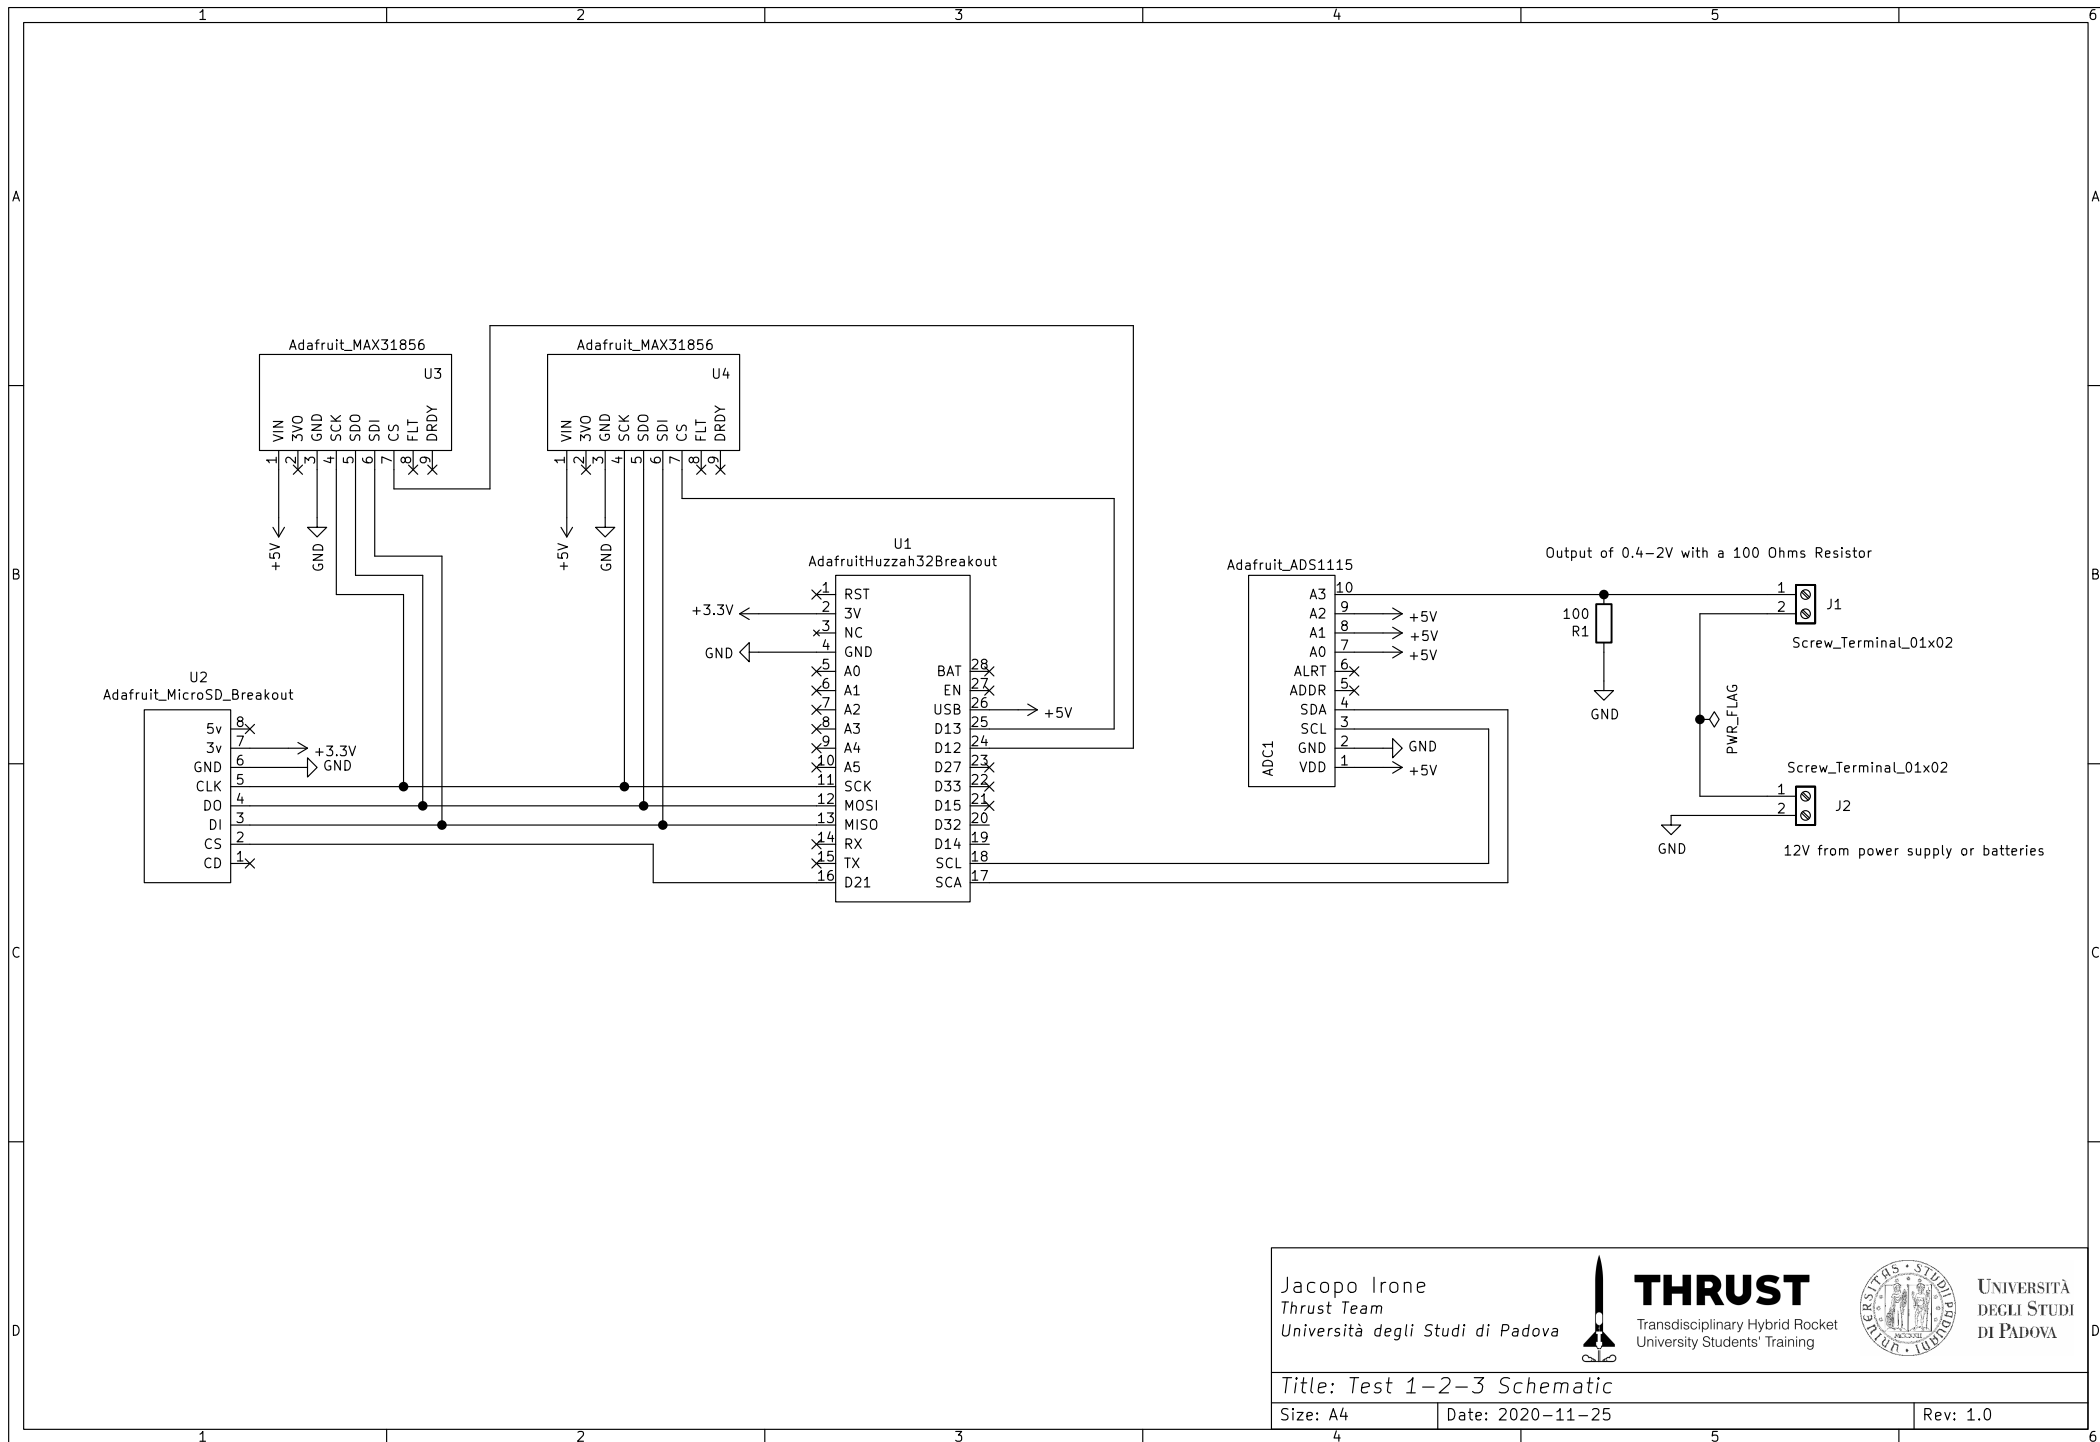 1 2 3 4 5 6
A A
Adafruit_MAX31856
U3
VIN 3VO GND SCK SDO SDI CS FLT DRDY
1 2 3 4 5 6 7 8 9
+5V GND
Adafruit_MAX31856
U4
VIN 3VO GND SCK SDO SDI CS FLT DRDY
1 2 3 4 5 6 7 8 9
+5V GND
B B
U1
AdafruitHuzzah32Breakout
1 RST
+3.3V 2 3V
3 NC
GND 4 GND
5 A0
6 A1
7 A2
8 A3
9 A4
10 A5
11 SCK
12 MOSI
13 MISO
14 RX
15 TX
16 D21
BAT 28
EN 27
USB 26 +5V
D13 25
D12 24
D27 23
D33 22
D15 21
D32 20
D14 19
SCL 18
SCA 17
U2
Adafruit_MicroSD_Breakout
5v 8
3v 7 +3.3V
GND 6 GND
CLK 5
DO 4
DI 3
CS 2
CD 1
Adafruit_ADS1115
A3 10
A2 9 +5V
A1 8 +5V
A0 7 +5V
ALRT 6
ADDR 5
SDA 4
SCL 3
GND 2 GND
VDD 1 +5V
ADC1
Output of 0.4-2V with a 100 Ohms Resistor
100
R1
GND
1
2
J1
Screw_Terminal_01x02
PWR_FLAG
Screw_Terminal_01x02
1
2
J2
GND
12V from power supply or batteries
C C
D D
Jacopo Irone
Thrust Team
Università degli Studi di Padova
THRUST
Transdisciplinary Hybrid Rocket
University Students' Training
UNIVERSITAS · STUDII PADUANI ·
MCCXXII
UNIVERSITÀ
DEGLI STUDI
DI PADOVA
Title: Test 1-2-3 Schematic
Size: A4 Date: 2020-11-25 Rev: 1.0
1 2 3 4 5 6